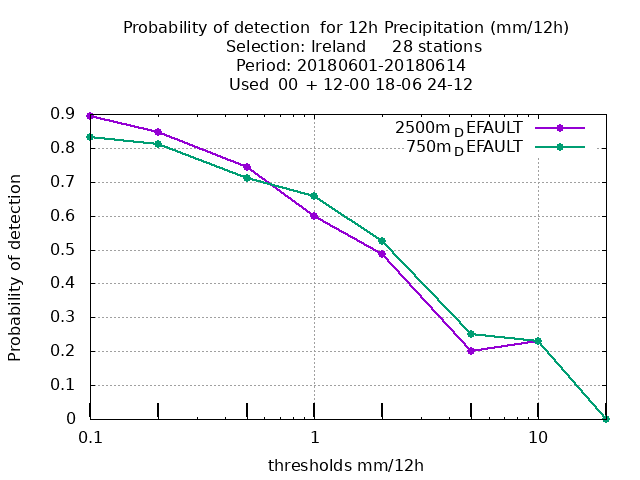 Probability of detection  for 12h Precipitation (mm/12h)
Selection: Ireland     28 stations
Period: 20180601-20180614
Used  00  + 12-00 18-06 24-12
2500mDEFAULT
750mDEFAULT
Probability of detection
0.9
0.8
0.7
0.6
0.5
0.4
0.3
0.2
0.1
0
0.1 1 10
thresholds mm/12h